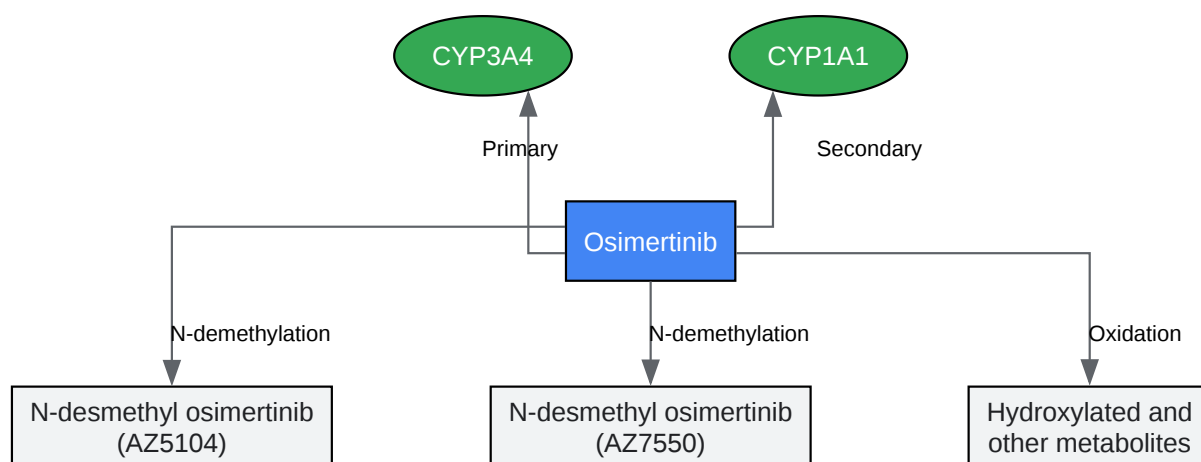 CYP3A4
CYP1A1
Primary
Secondary
Osimertinib
N-demethylation
N-demethylation
Oxidation
N-desmethyl osimertinib
(AZ5104)
N-desmethyl osimertinib
(AZ7550)
Hydroxylated and
other metabolites